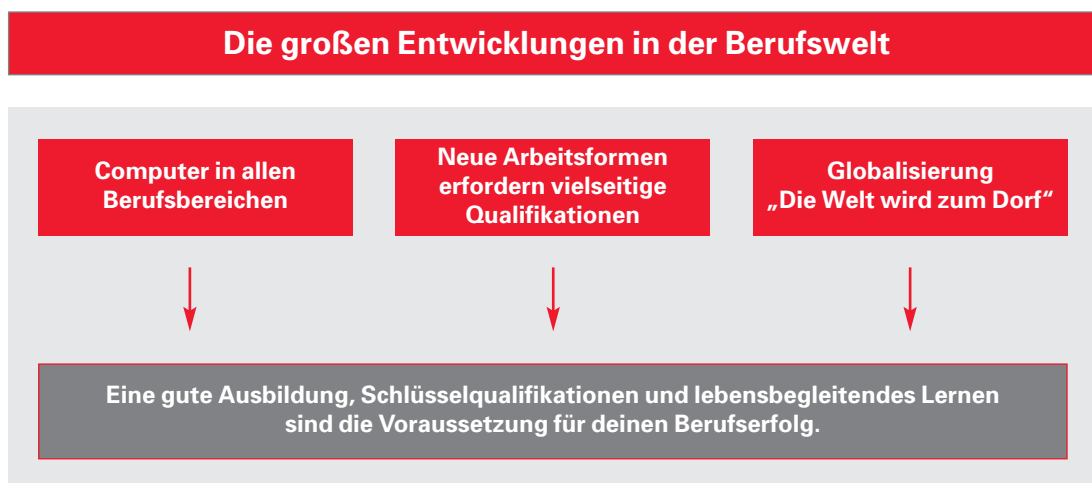 Die großen Entwicklungen in der Berufswelt
Computer in allen
Berufsbereichen
Neue Arbeitsformen
erfordern vielseitige
Qualifikationen
Globalisierung
„Die Welt wird zum Dorf“
Eine gute Ausbildung, Schlüsselqualifikationen und lebensbegleitendes Lernen
sind die Voraussetzung für deinen Berufserfolg.